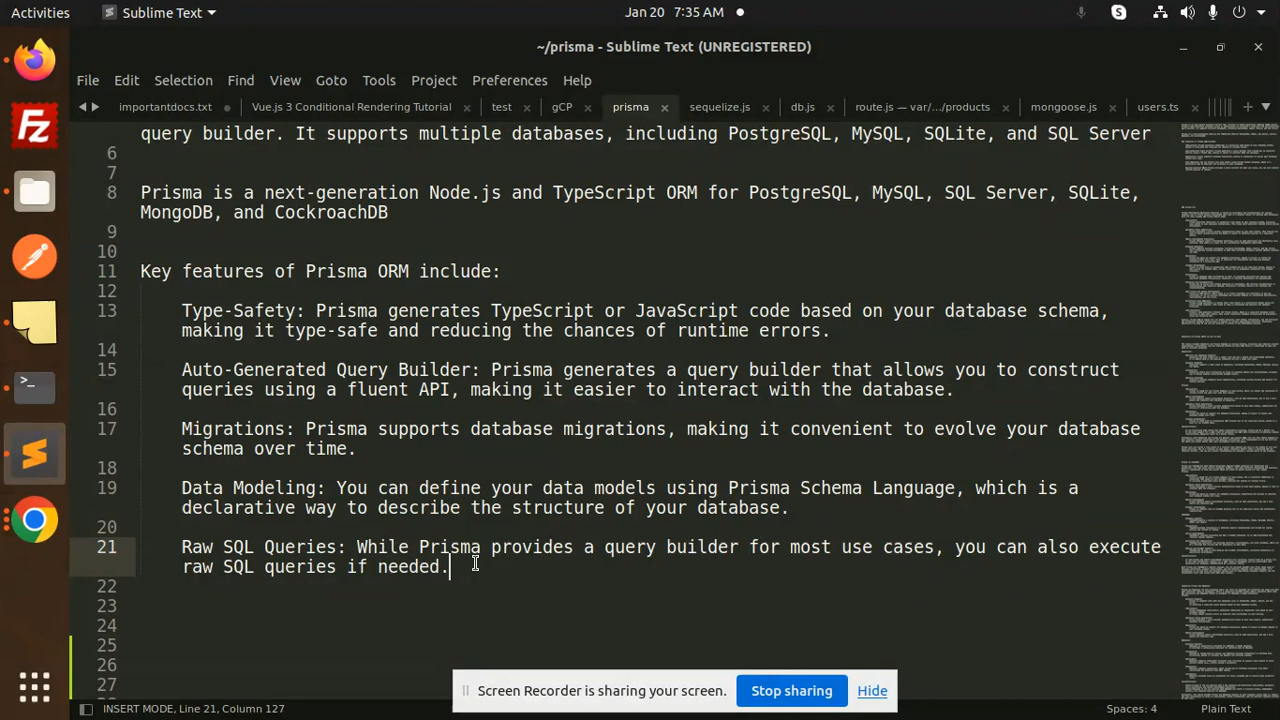 Activities
Sublime Text
Jan 20 7:35 AM
~/prisma - Sublime Text (UNREGISTERED)
File Edit Selection Find View Goto Tools Project Preferences Help
importantdocs.txt Vue.js 3 Conditional Rendering Tutorial test gCP prisma sequelize.js db.js route.js — var/.../products mongoose.js users.ts
query builder. It supports multiple databases, including PostgreSQL, MySQL, SQLite, and SQL Server
6
7
8 Prisma is a next-generation Node.js and TypeScript ORM for PostgreSQL, MySQL, SQL Server, SQLite,
MongoDB, and CockroachDB
9
10
11 Key features of Prisma ORM include:
12
13 Type-Safety: Prisma generates TypeScript or JavaScript code based on your database schema,
making it type-safe and reducing the chances of runtime errors.
14
15 Auto-Generated Query Builder: Prisma generates a query builder that allows you to construct
queries using a fluent API, making it easier to interact with the database.
16
17 Migrations: Prisma supports database migrations, making it convenient to evolve your database
schema over time.
18
19 Data Modeling: You can define your data models using Prisma Schema Language, which is a
declarative way to describe the structure of your database.
20
21 Raw SQL Queries: While Prisma provides a query builder for most use cases, you can also execute
raw SQL queries if needed.
22
23
24
25
26
27
Screen Recorder is sharing your screen.
Stop sharing
Hide
INSERT MODE, Line 21, Column 127
Spaces: 4
Plain Text